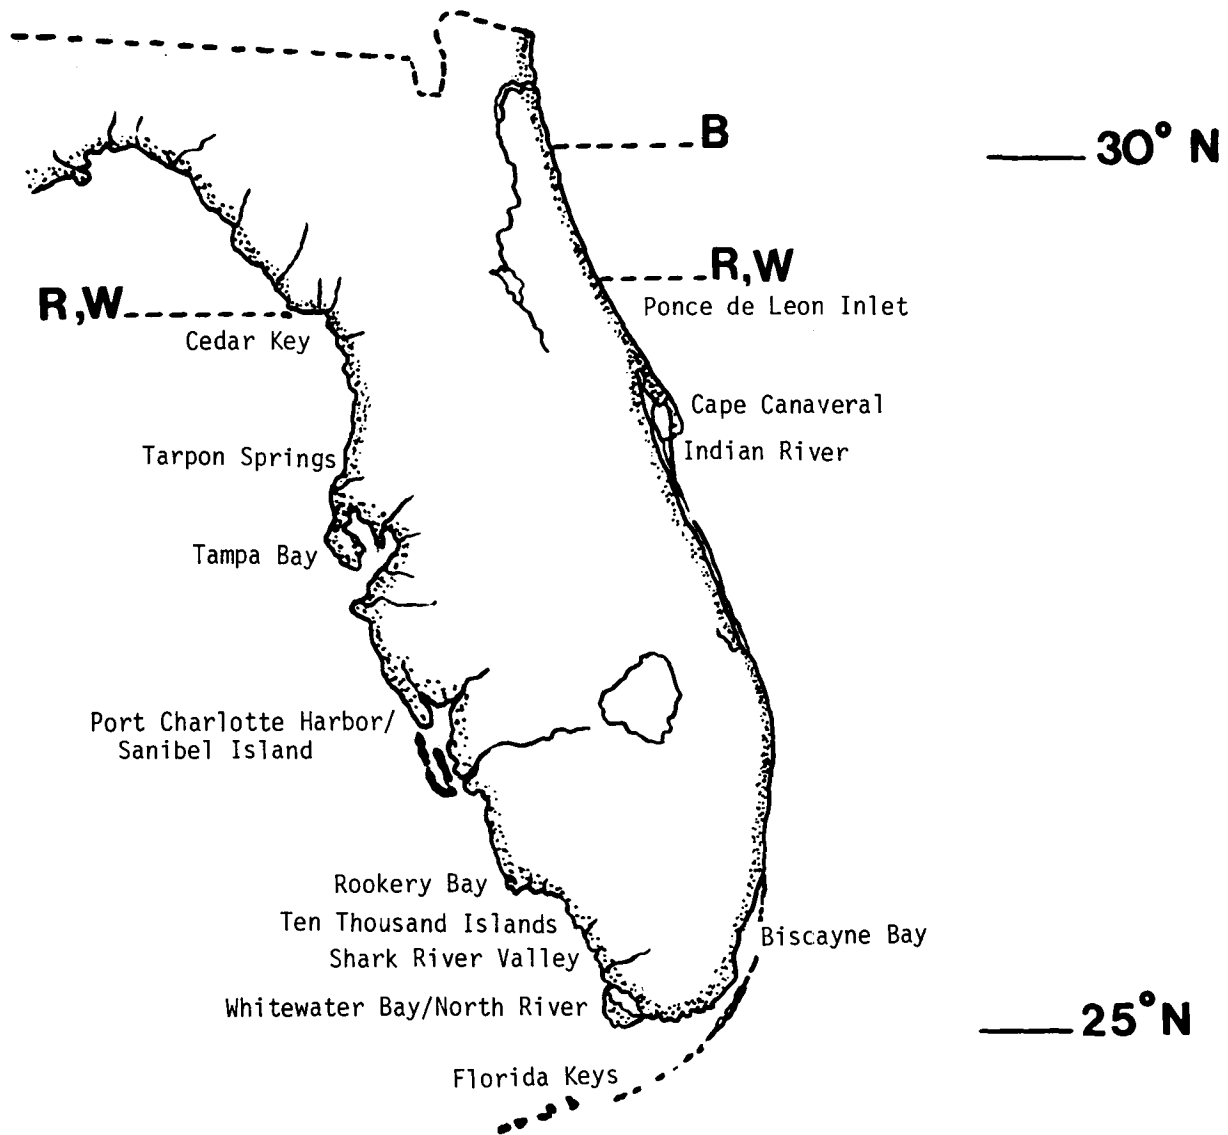 B
30° N
R,W
Ponce de Leon Inlet
R,W
Cedar Key
Cape Canaveral
Indian River
Tarpon Springs
Tampa Bay
Port Charlotte Harbor/
Sanibel Island
Rookery Bay
Ten Thousand Islands
Biscayne Bay
Shark River Valley
Whitewater Bay/North River
25° N
Florida Keys